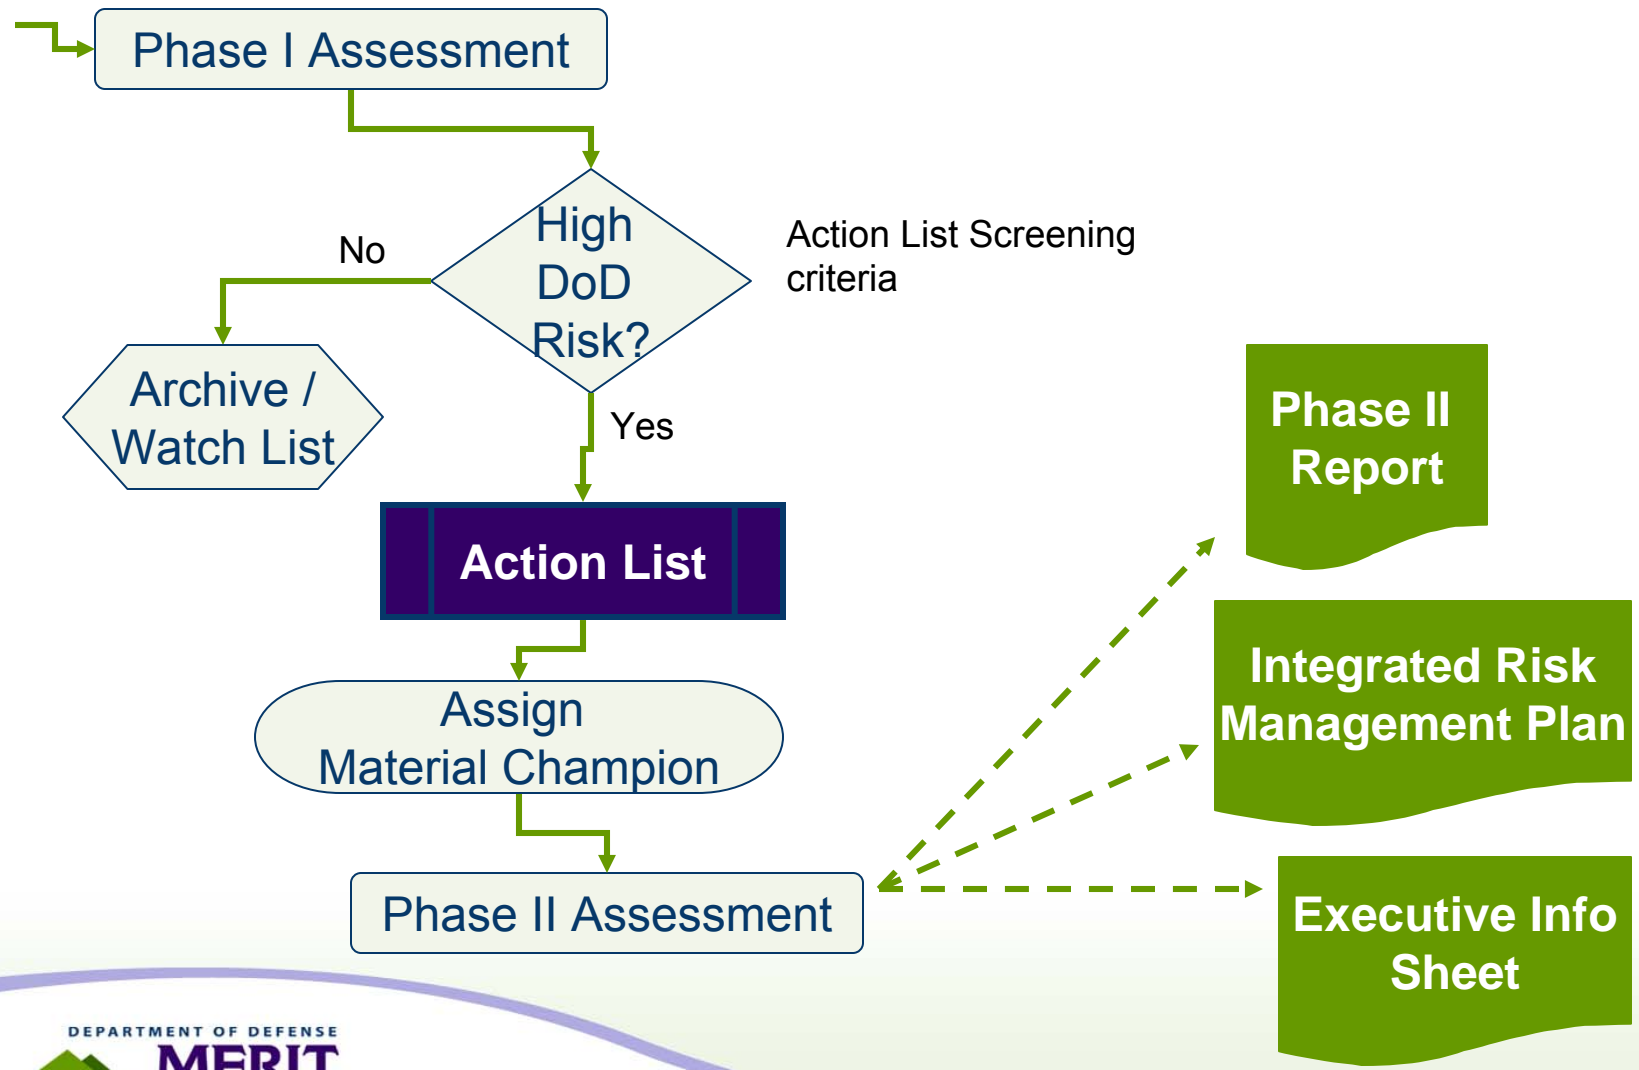 Phase I Assessment
High
DoD
Risk?
No
Action List Screening
criteria
Archive /
Watch List
Yes
Action List
Assign
Material Champion
Phase II Assessment
Phase II
Report
Integrated Risk
Management Plan
Executive Info
Sheet
DEPARTMENT OF DEFENSE
MERIT